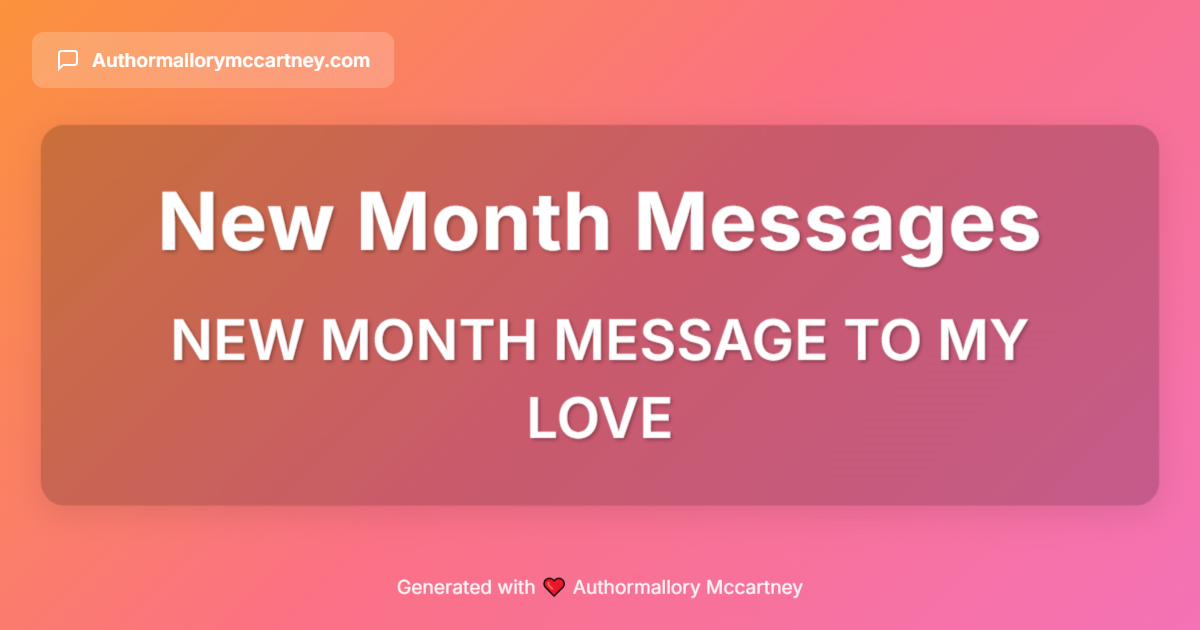 Authormallorymccartney.com
New Month Messages
NEW MONTH MESSAGE TO MY
LOVE
Generated with ❤️ Authormallory Mccartney